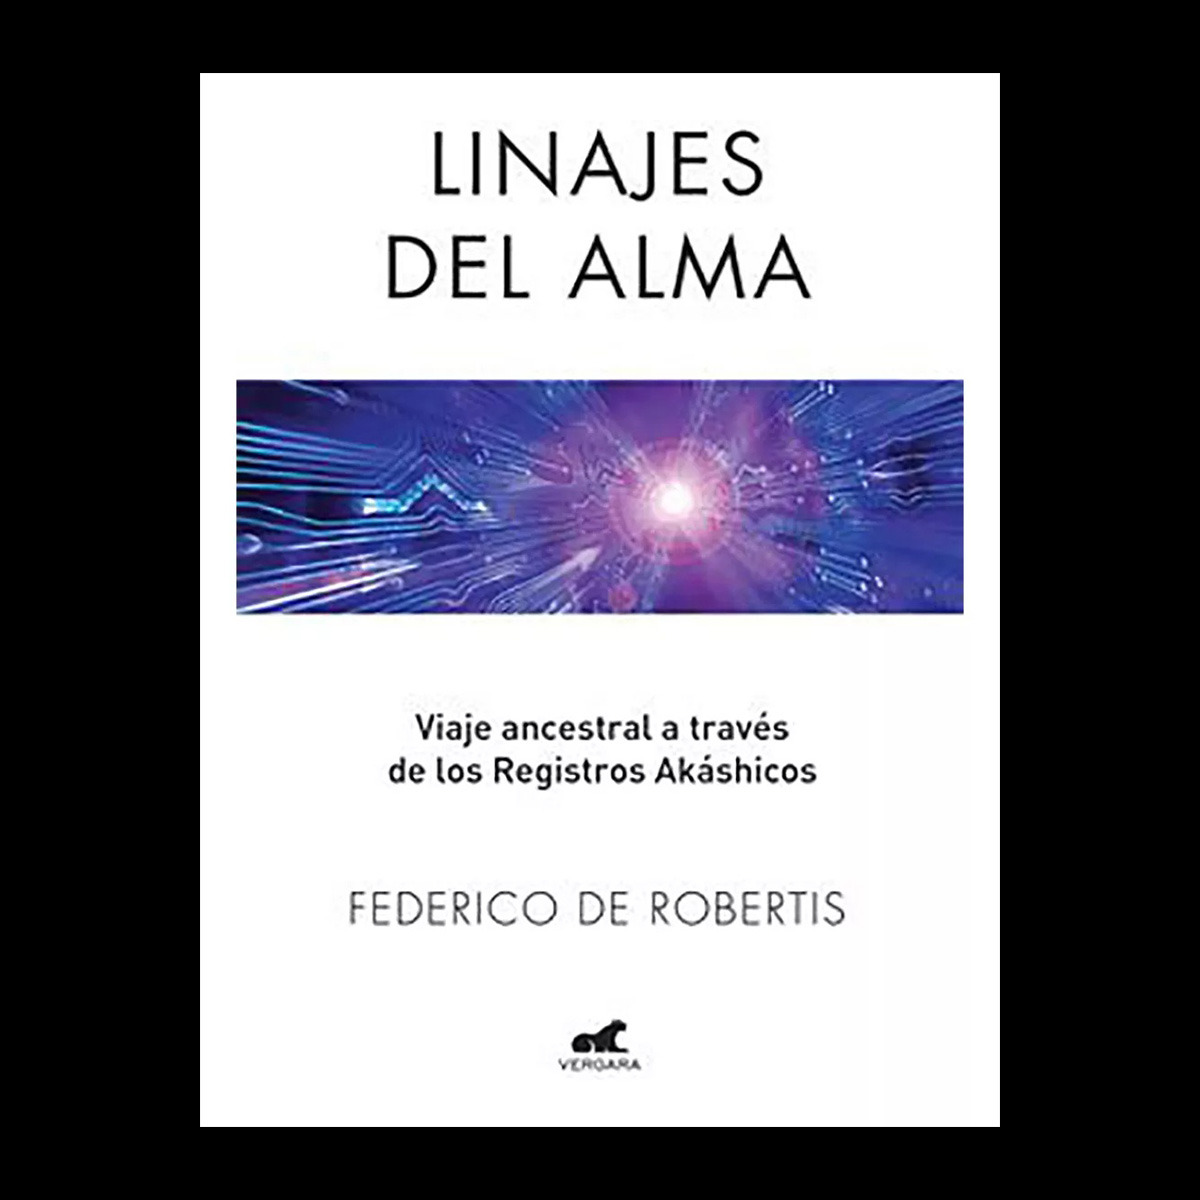 LINAJES
DEL ALMA
Viaje ancestral a través
de los Registros Akáshicos
FEDERICO DE ROBERTIS
VERGARA